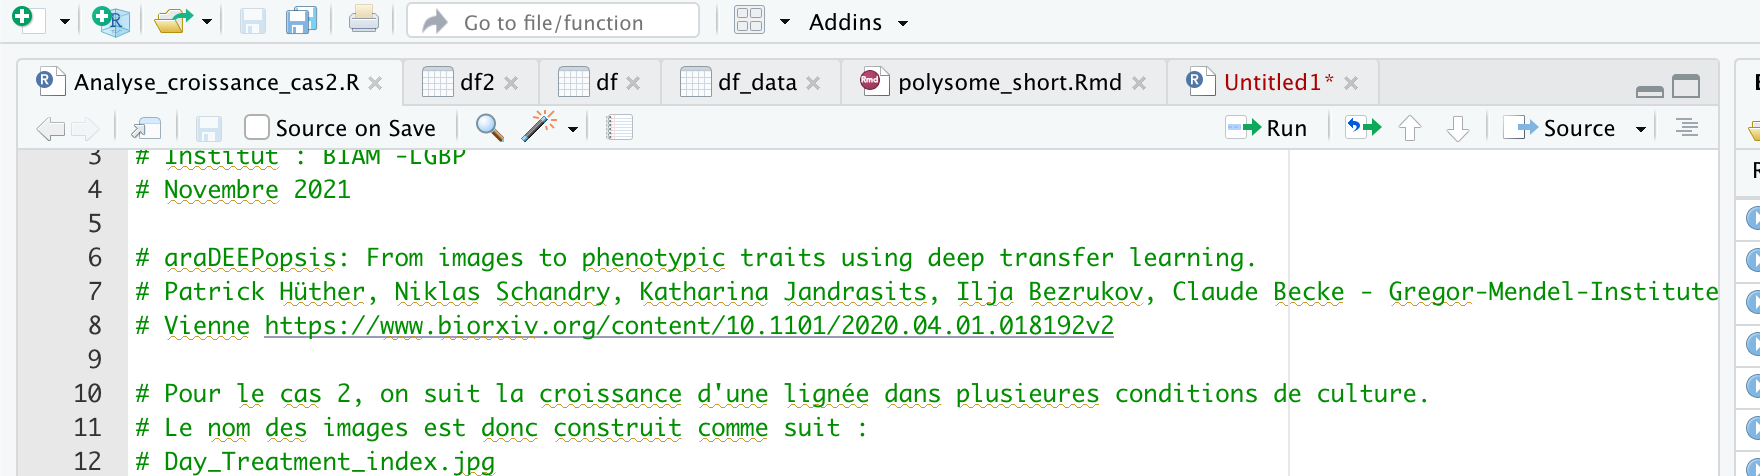 Go to file/function
Addins
Analyse_croissance_cas2.R
df2
df
df_data
Rmd
polysome_short.Rmd
Untitled1*
Source on Save
Run
Source
3 # Institut : BIAM -LGBP
4 # Novembre 2021
5
6 # araDEEPopsis: From images to phenotypic traits using deep transfer learning.
7 # Patrick Hüther, Niklas Schandry, Katharina Jandrasits, Ilja Bezrukov, Claude Becke - Gregor-Mendel-Institute
8 # Vienne https://www.biorxiv.org/content/10.1101/2020.04.01.018192v2
9
10 # Pour le cas 2, on suit la croissance d'une lignée dans plusieures conditions de culture.
11 # Le nom des images est donc construit comme suit :
12 # Day_Treatment_index.jpg